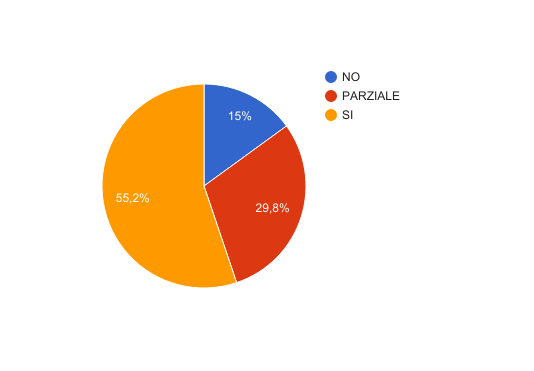 NO
PARZIALE
SI
15%
29,8%
55,2%